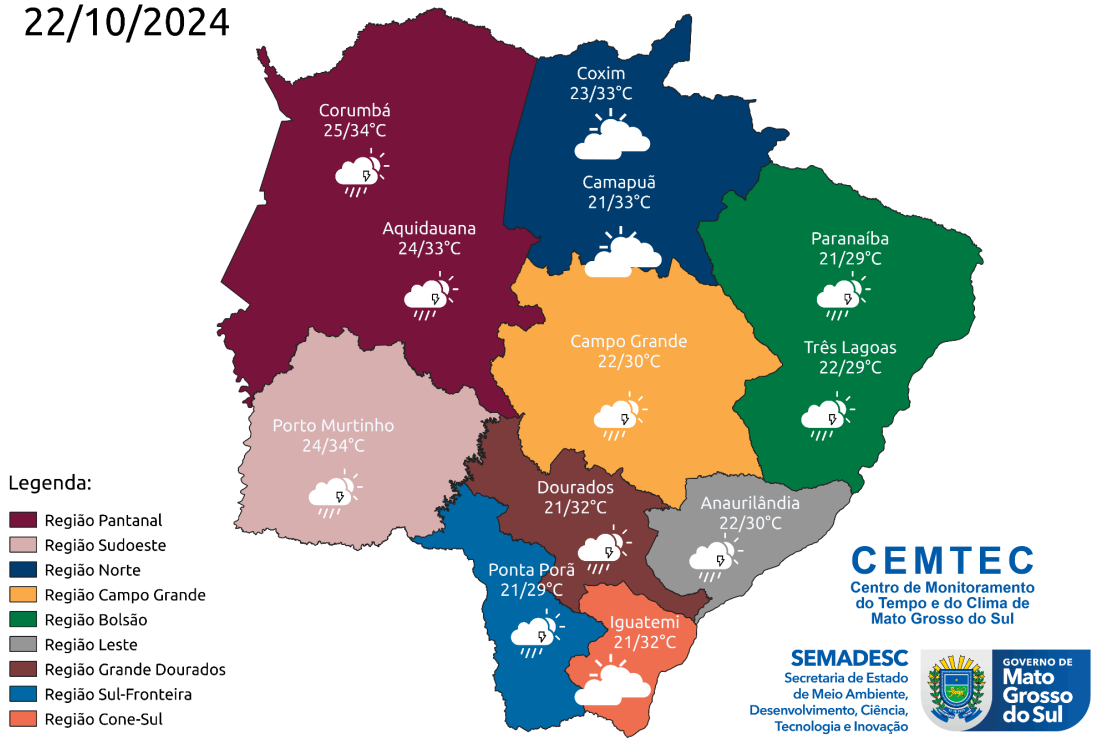 22/10/2024
Coxim
23/33°C
Corumbá
25/34°C
Camapuã
21/33°C
Aquidauana
24/33°C
Paranaíba
21/29°C
Campo Grande
22/30°C
Três Lagoas
22/29°C
Porto Murtinho
24/34°C
Dourados
21/32°C
Anaurilândia
22/30°C
Ponta Porã
21/29°C
Iguatemi
21/32°C
Legenda:
Região Pantanal
Região Sudoeste
Região Norte
Região Campo Grande
Região Bolsão
Região Leste
Região Grande Dourados
Região Sul-Fronteira
Região Cone-Sul
CEMTEC
Centro de Monitoramento
do Tempo e do Clima de
Mato Grosso do Sul
SEMADESC
Secretaria de Estado
de Meio Ambiente,
Desenvolvimento, Ciência,
Tecnologia e Inovação
GOVERNO DE
Mato
Grosso
do Sul